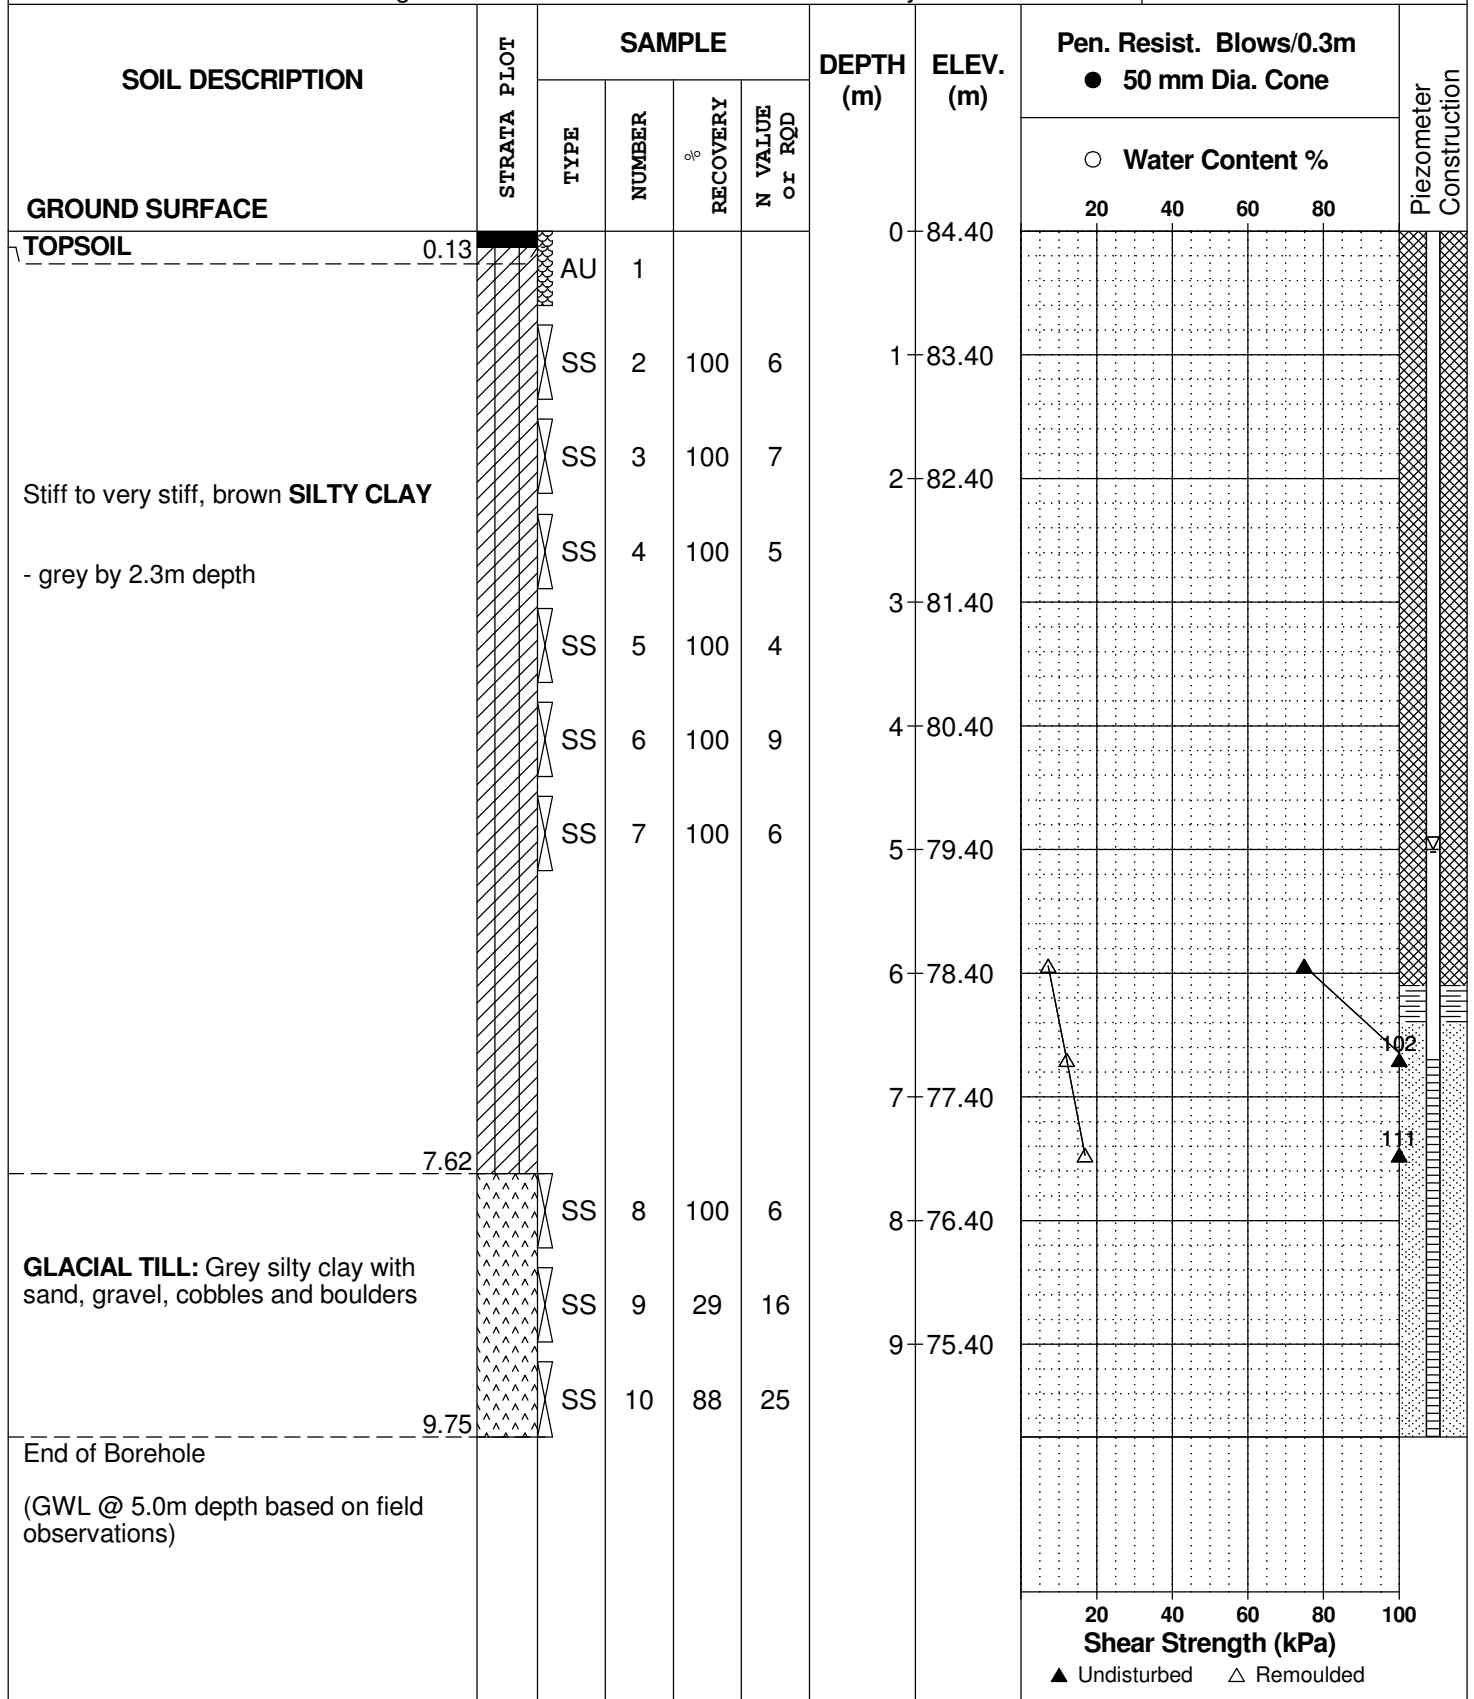 SOIL DESCRIPTION
GROUND SURFACE
STRATA PLOT
SAMPLE
TYPE
NUMBER
% RECOVERY
N VALUE or RQD
DEPTH (m)
ELEV. (m)
Pen. Resist. Blows/0.3m
● 50 mm Dia. Cone
○ Water Content %
20 40 60 80
Piezometer Construction
TOPSOIL 0.13
AU 1
0 84.40
SS 2 100 6
1 83.40
SS 3 100 7
2 82.40
Stiff to very stiff, brown SILTY CLAY
SS 4 100 5
- grey by 2.3m depth
3 81.40
SS 5 100 4
4 80.40
SS 6 100 9
SS 7 100 6
5 79.40
6 78.40
102
7 77.40
111
7.62
SS 8 100 6
8 76.40
GLACIAL TILL: Grey silty clay with
sand, gravel, cobbles and boulders
SS 9 29 16
9 75.40
SS 10 88 25
9.75
End of Borehole
(GWL @ 5.0m depth based on field
observations)
20 40 60 80 100
Shear Strength (kPa)
▲ Undisturbed △ Remoulded